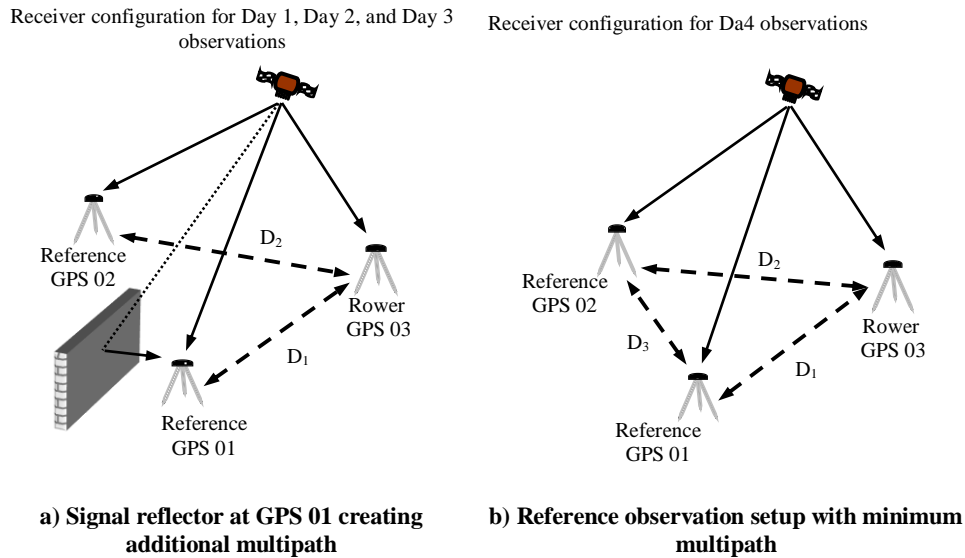 Receiver configuration for Day 1, Day 2, and Day 3
observations
D₂
Reference
GPS 02
Rower
GPS 03
D₁
Reference
GPS 01
a) Signal reflector at GPS 01 creating
additional multipath
Receiver configuration for Da4 observations
D₂
Reference
GPS 02
Rower
GPS 03
D₃
D₁
Reference
GPS 01
b) Reference observation setup with minimum
multipath